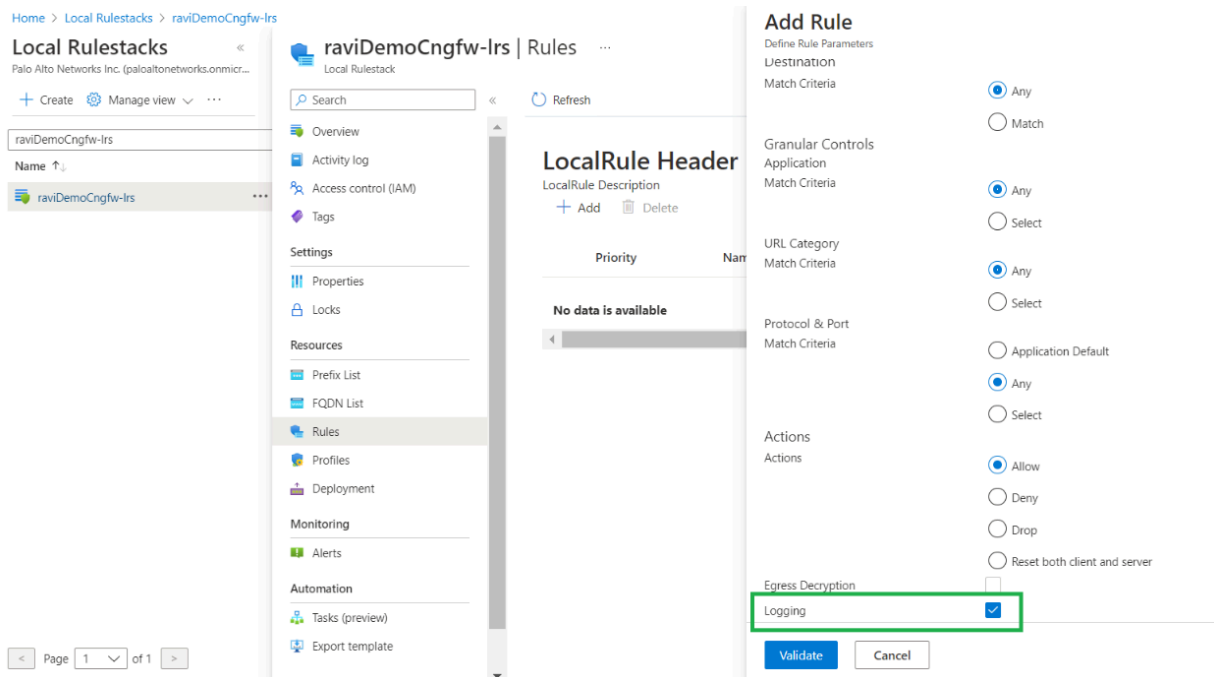 Home > Local Rulestacks > raviDemoCngfw-lrs
Local Rulestacks «
Palo Alto Networks Inc. (paloaltonetworks.onmicr...
+ Create Manage view ...
raviDemoCngfw-lrs
Name ↑↓
raviDemoCngfw-lrs ...
< Page 1 of 1 >
raviDemoCngfw-lrs | Rules ...
Local Rulestack
Search «
Overview
Activity log
Access control (IAM)
Tags
Settings
Properties
Locks
Resources
Prefix List
FQDN List
Rules
Profiles
Deployment
Monitoring
Alerts
Automation
Tasks (preview)
Export template
Refresh
LocalRule Header
LocalRule Description
+ Add Delete
Priority Nam
No data is available
Add Rule
Define Rule Parameters
Destination
Match Criteria
Any
Match
Granular Controls
Application
Match Criteria
Any
Select
URL Category
Match Criteria
Any
Select
Protocol & Port
Match Criteria
Application Default
Any
Select
Actions
Actions
Allow
Deny
Drop
Reset both client and server
Egress Decryption
Logging
Validate Cancel